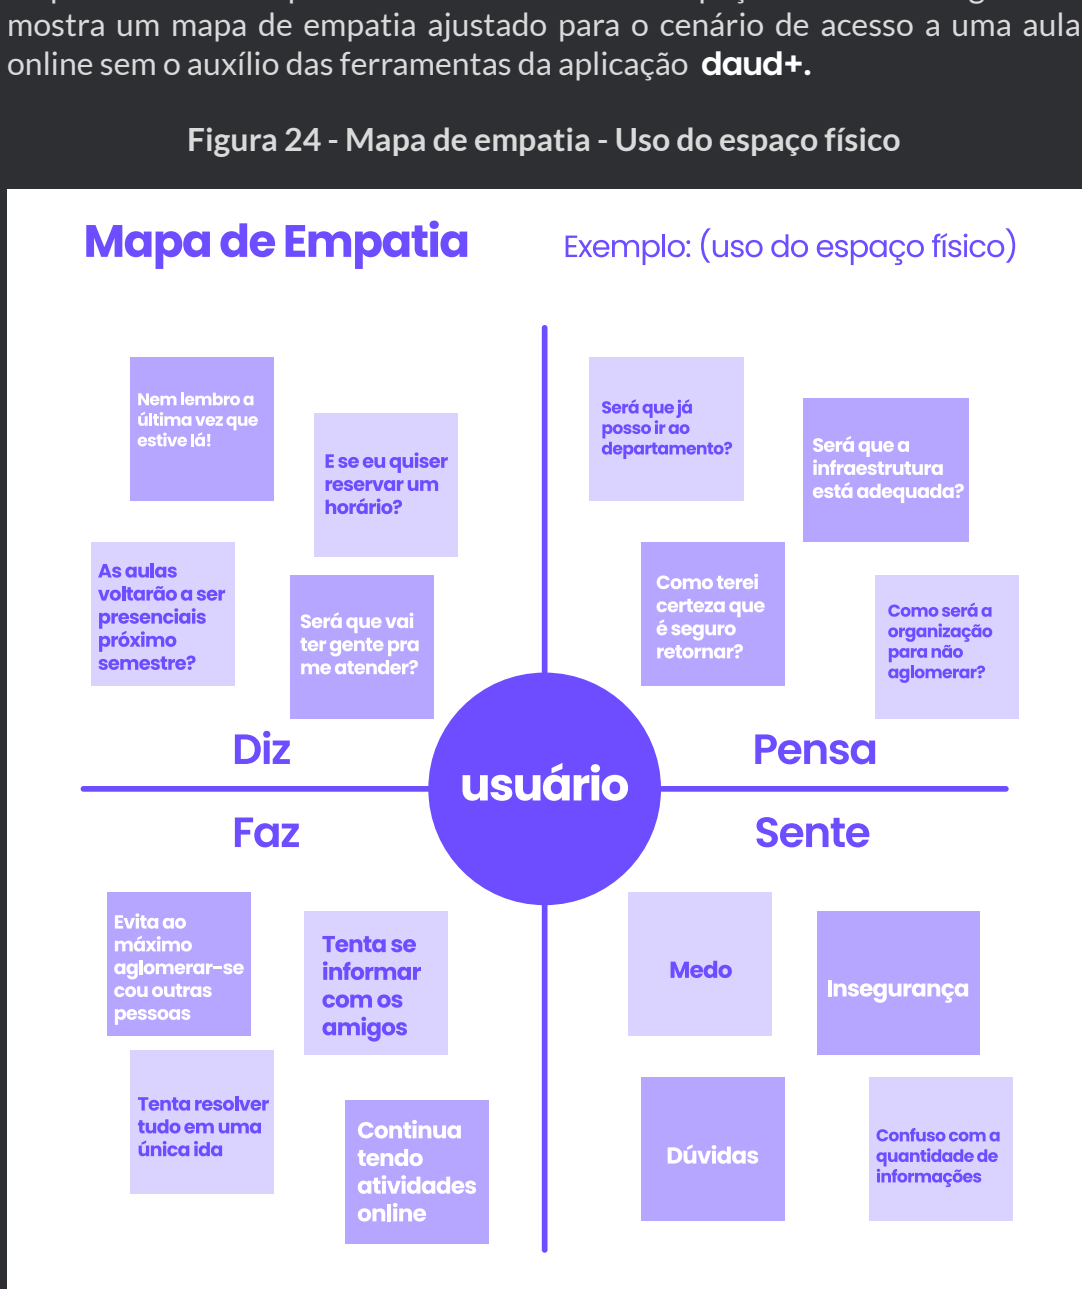 mostra um mapa de empatia ajustado para o cenário de acesso a uma aula
online sem o auxílio das ferramentas da aplicação daud+.
Figura 24 - Mapa de empatia - Uso do espaço físico
Mapa de Empatia
Exemplo: (uso do espaço físico)
Nem lembro a
última vez que
estive lá!
E se eu quiser
reservar um
horário?
As aulas
voltarão a ser
presenciais
próximo
semestre?
Será que vai
ter gente pra
me atender?
Diz
Será que já
posso ir ao
departamento?
Será que a
infraestrutura
está adequada?
Como terei
certeza que
é seguro
retornar?
Como será a
organização
para não
aglomerar?
Pensa
usuário
Faz
Evita ao
máximo
aglomerar-se
cou outras
pessoas
Tenta se
informar
com os
amigos
Tenta resolver
tudo em uma
única ida
Continua
tendo
atividades
online
Sente
Medo
Insegurança
Dúvidas
Confuso com a
quantidade de
informações